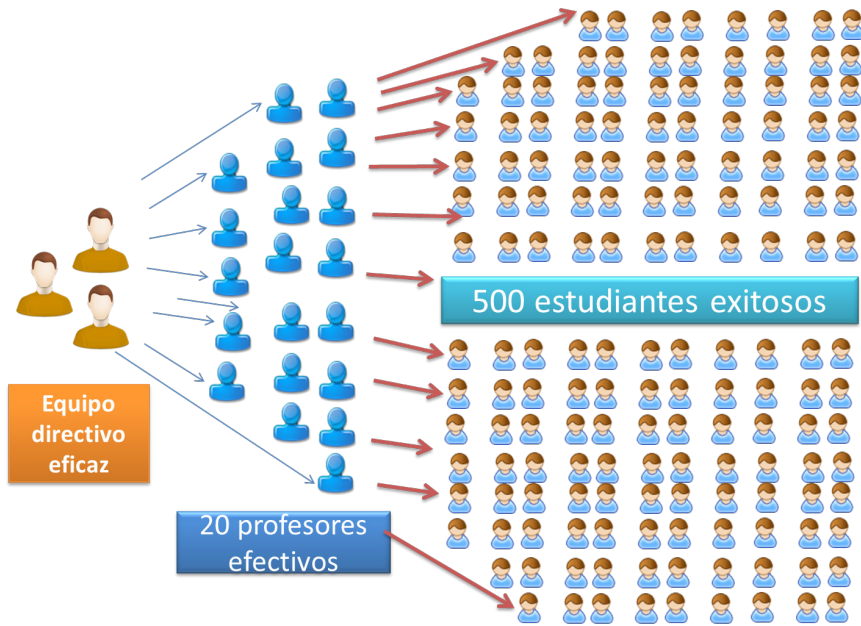 500 estudiantes exitosos
Equipo
directivo
eficaz
20 profesores
efectivos